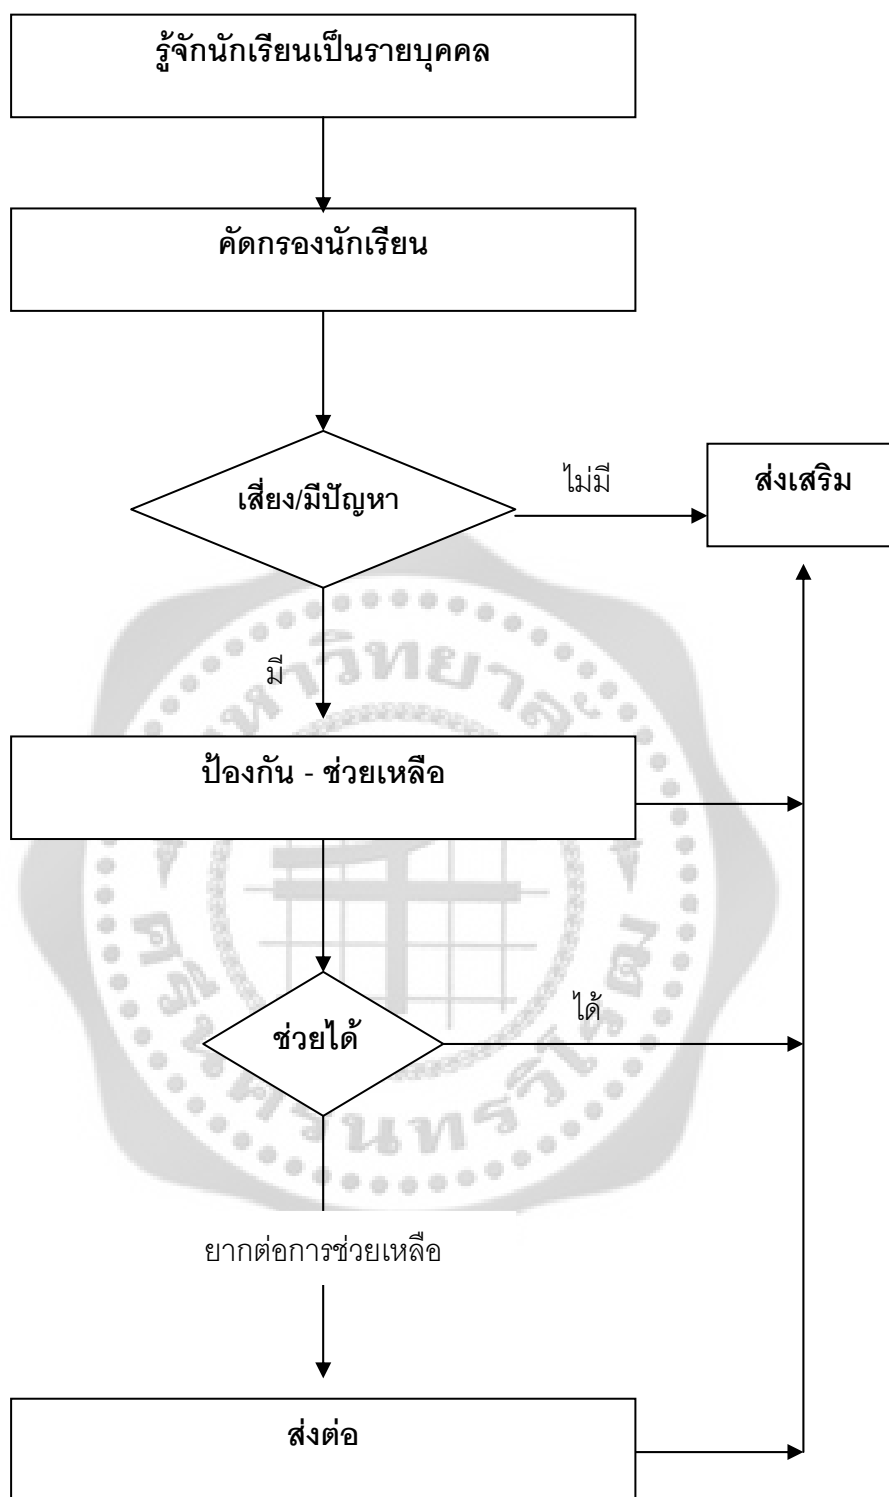 รู้จักนักเรียนเป็นรายบุคคล
คัดกรองนักเรียน
เสี่ยง/มีปัญหา
ไม่มี
ส่งเสริม
มี
ป้องกัน - ช่วยเหลือ
ช่วยได้
ได้
ยากต่อการช่วยเหลือ
ส่งต่อ